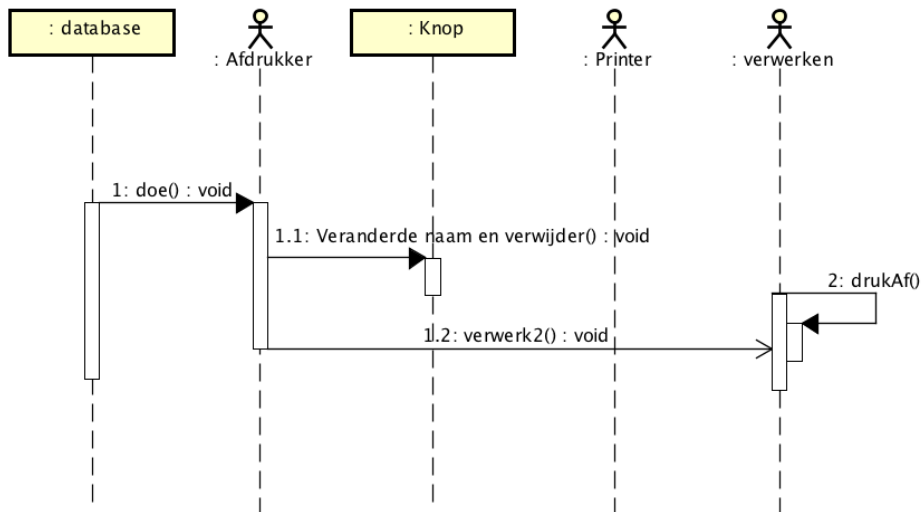 : database
: Afdrukker
: Knop
: Printer
: verwerken
1: doe() : void
1.1: Veranderde naam en verwijder() : void
2: drukAf()
1.2: verwerk2() : void